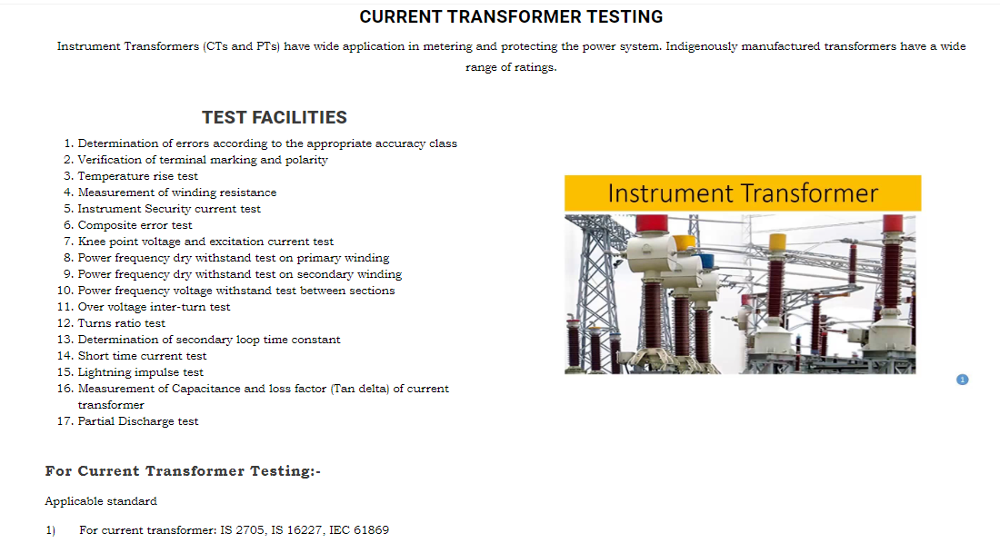 CURRENT TRANSFORMER TESTING
Instrument Transformers (CTs and PTs) have wide application in metering and protecting the power system. Indigenously manufactured transformers have a wide
range of ratings.
TEST FACILITIES
1. Determination of errors according to the appropriate accuracy class
2. Verification of terminal marking and polarity
3. Temperature rise test
4. Measurement of winding resistance
5. Instrument Security current test
6. Composite error test
7. Knee point voltage and excitation current test
8. Power frequency dry withstand test on primary winding
9. Power frequency dry withstand test on secondary winding
10. Power frequency voltage withstand test between sections
11. Over voltage inter-turn test
12. Turns ratio test
13. Determination of secondary loop time constant
14. Short time current test
15. Lightning impulse test
16. Measurement of Capacitance and loss factor (Tan delta) of current
transformer
17. Partial Discharge test
Instrument Transformer
1
For Current Transformer Testing:-
Applicable standard
1) For current transformer: IS 2705, IS 16227, IEC 61869